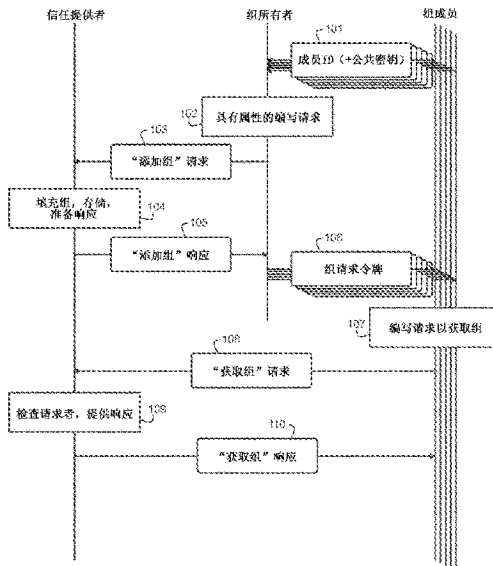 信任提供者
组所有者
组成员
101
成员ID（+公共密钥）
102
具有属性的编写请求
103
“添加组”请求
填充组，存储，
准备响应
104
105
“添加组”响应
106
组请求令牌
107
编写请求以获取组
108
“获取组”请求
检查请求者，提供响应
109
110
“获取组”响应